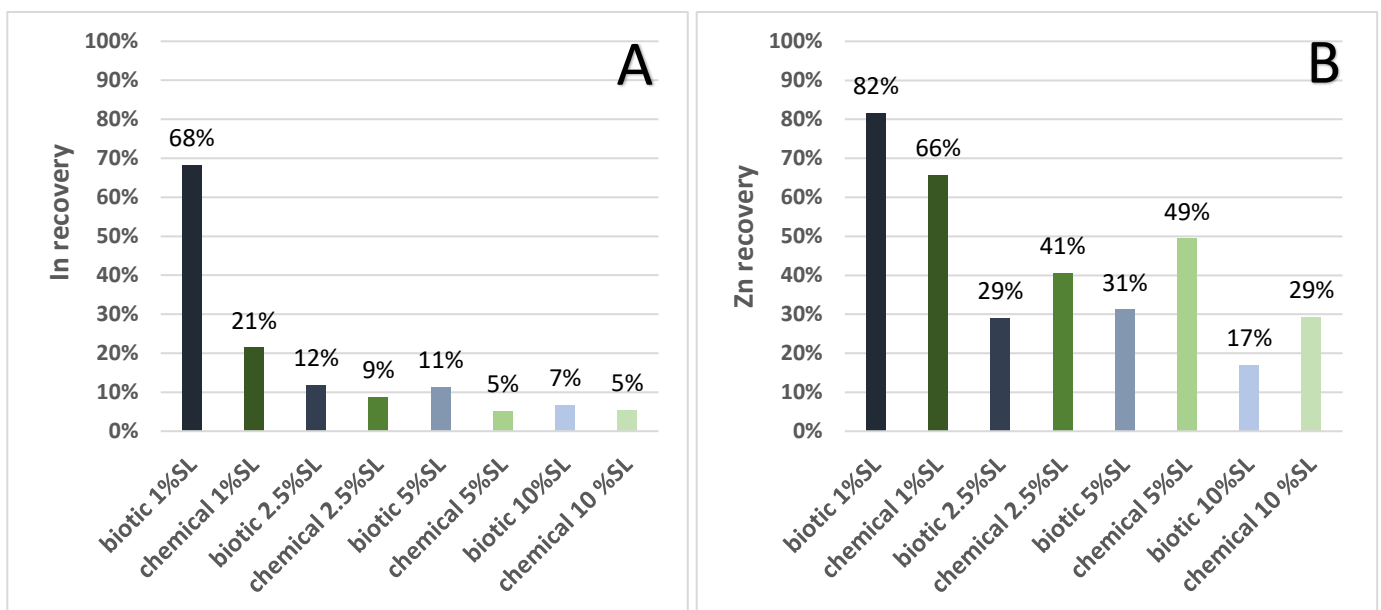 A
In recovery
100%
90%
80%
70%
60%
50%
40%
30%
20%
10%
0%
68%
21%
12%
9%
11%
5%
7%
5%
biotic 1%SL
chemical 1%SL
biotic 2.5%SL
chemical 2.5%SL
biotic 5%SL
chemical 5%SL
biotic 10%SL
chemical 10 %SL
B
Zn recovery
100%
90%
80%
70%
60%
50%
40%
30%
20%
10%
0%
82%
66%
29%
41%
31%
49%
17%
29%
biotic 1%SL
chemical 1%SL
biotic 2.5%SL
chemical 2.5%SL
biotic 5%SL
chemical 5%SL
biotic 10%SL
chemical 10 %SL